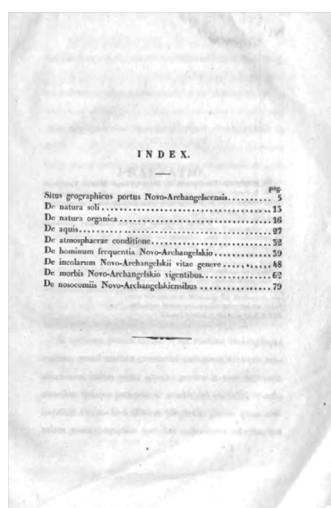 INDEX.
pag.
Situs geographicus portus Novo-Archangelscensis.......... 5
De natura soli........................................ 13
De natura organica.................................... 16
De aquis.............................................. 27
De atmosphaerae conditione............................ 32
De hominum frequentia Novo-Archangelskio.............. 39
De incolarum Novo-Archangelskii vitae genere.......... 48
De morbis Novo-Archangelskio vigentibus............... 62
De nosocomiis Novo-Archangelskiensibus ............... 79